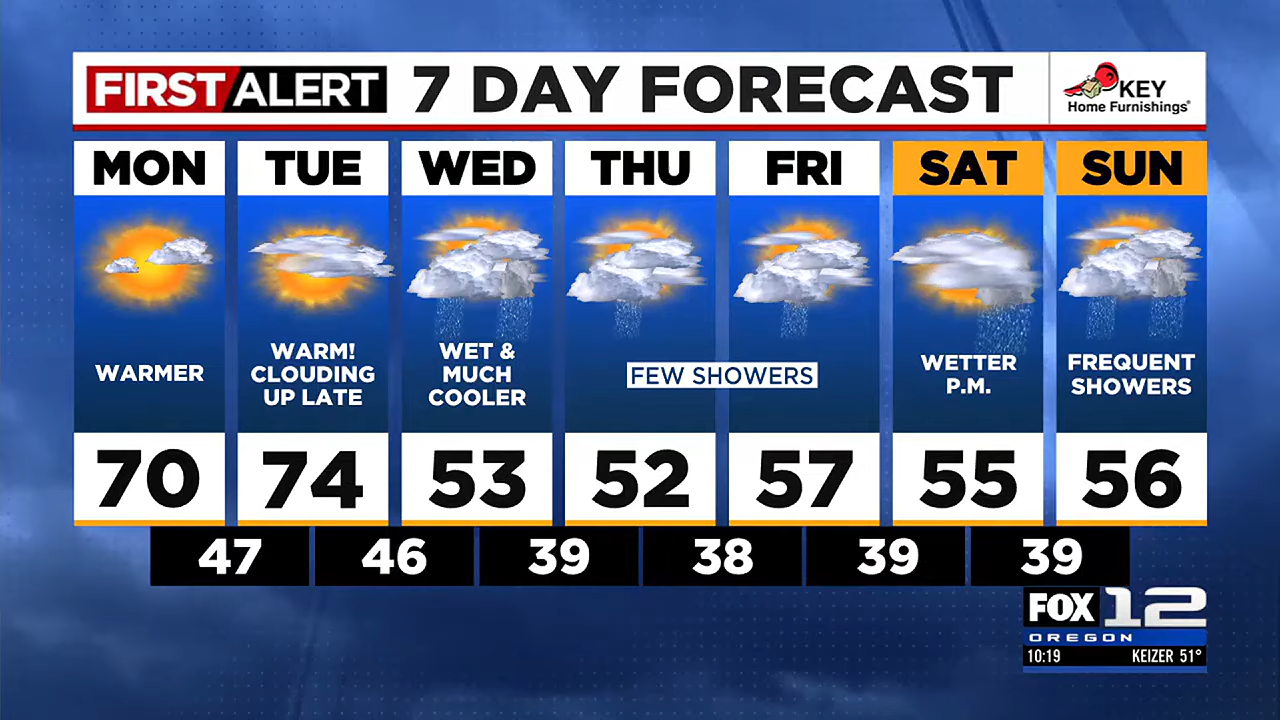 FIRST ALERT 7 DAY FORECAST
KEY
Home Furnishings®
MON TUE WED THU FRI SAT SUN
WARMER
WARM!
CLOUDING
UP LATE
WET &
MUCH
COOLER
FEW SHOWERS
WETTER
P.M.
FREQUENT
SHOWERS
70 74 53 52 57 55 56
47 46 39 38 39 39
FOX 12
OREGON
10:19 KEIZER 51°